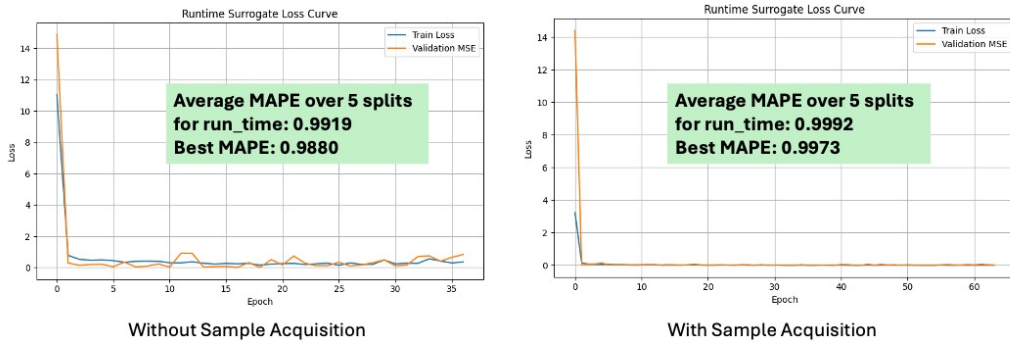 Runtime Surrogate Loss Curve
Train Loss
Validation MSE
14
12
10
8
6
4
2
0
Loss
Average MAPE over 5 splits
for run_time: 0.9919
Best MAPE: 0.9880
0 5 10 15 20 25 30 35
Epoch
Without Sample Acquisition
Runtime Surrogate Loss Curve
Train Loss
Validation MSE
14
12
10
8
6
4
2
0
Loss
Average MAPE over 5 splits
for run_time: 0.9992
Best MAPE: 0.9973
0 10 20 30 40 50 60
Epoch
With Sample Acquisition